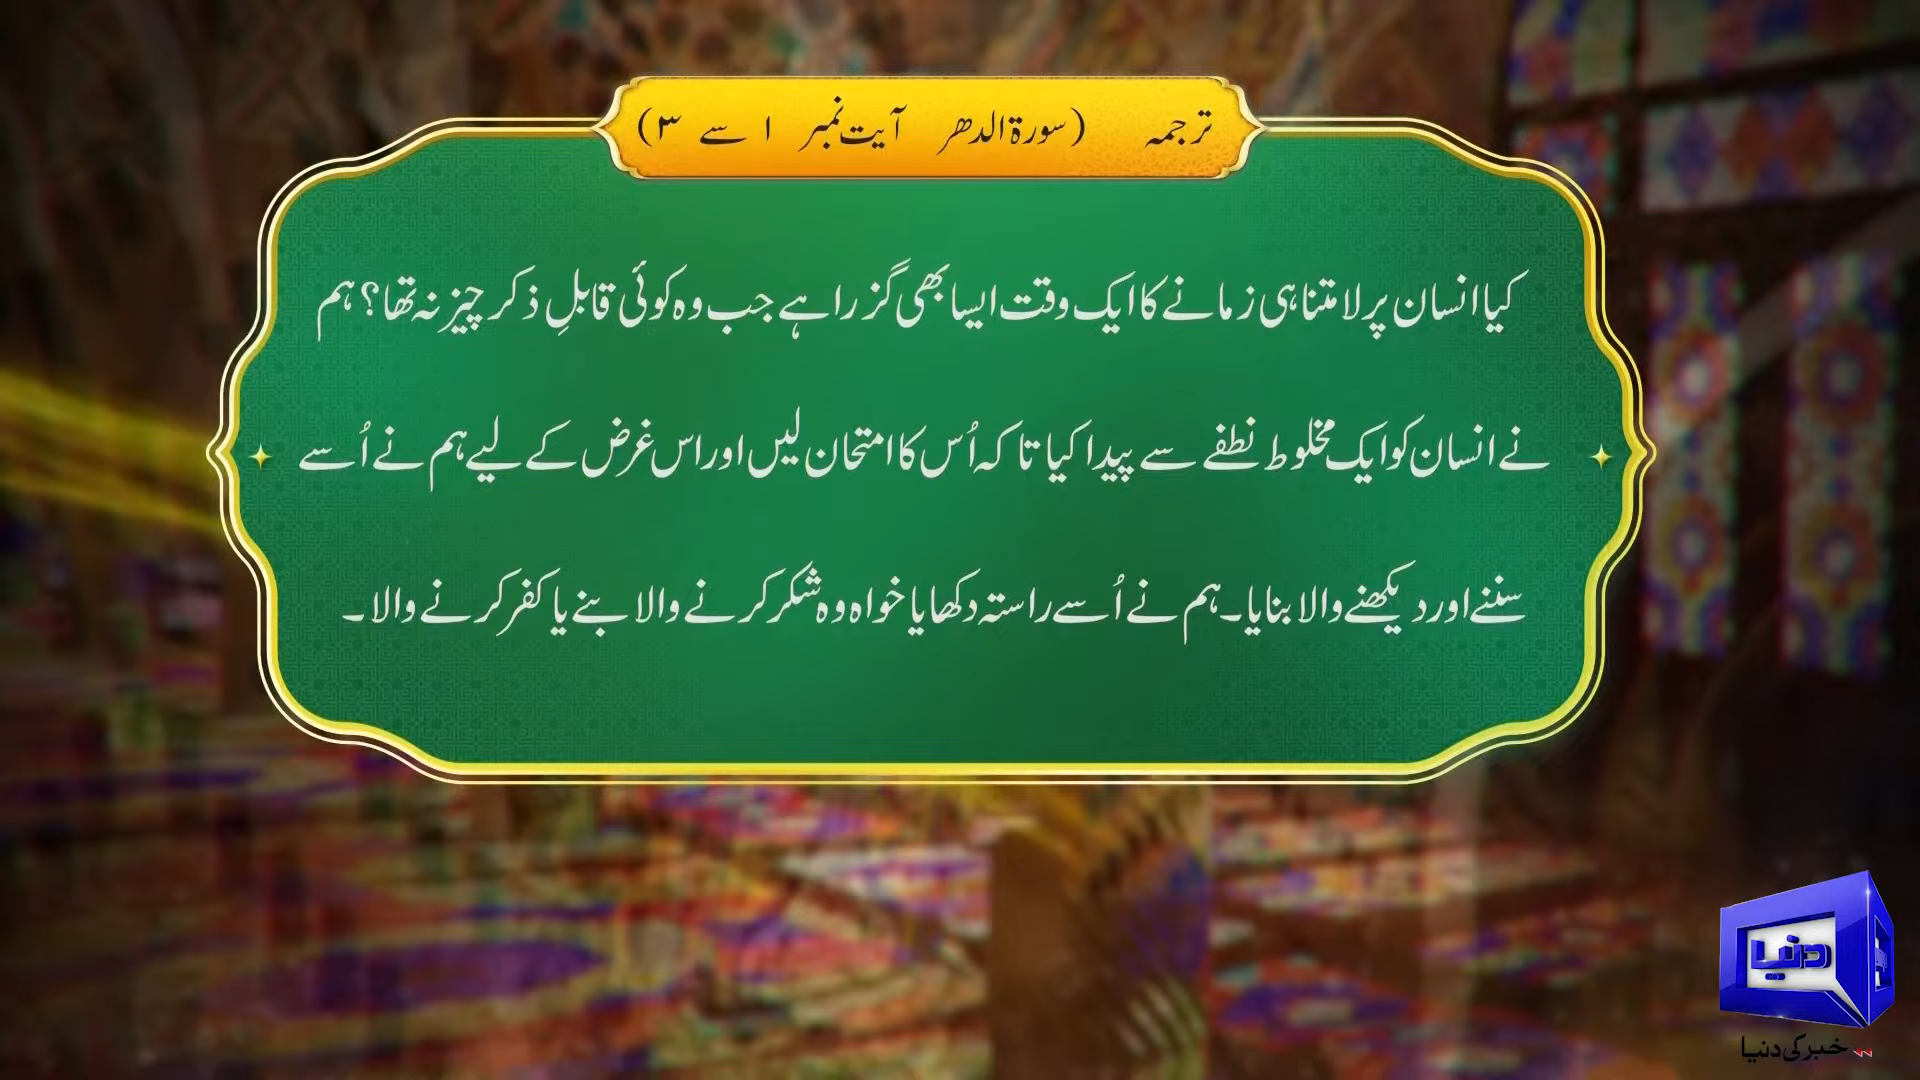 ترجمہ (سورۃ الدھر آیت نمبر ۱ سے ۳)
کیا انسان پر لامتناہی زمانے کا ایک وقت ایسا بھی گزرا ہے جب وہ کوئی قابلِ ذکر چیز نہ تھا؟ ہم
نے انسان کو ایک مخلوط نطفے سے پیدا کیا تاکہ اُس کا امتحان لیں اور اس غرض کے لیے ہم نے اُسے
سننے اور دیکھنے والا بنایا۔ ہم نے اُسے راستہ دکھایا خواہ وہ شکر کرنے والا بنے یا کفر کرنے والا۔
دنیا
خبر کی دنیا